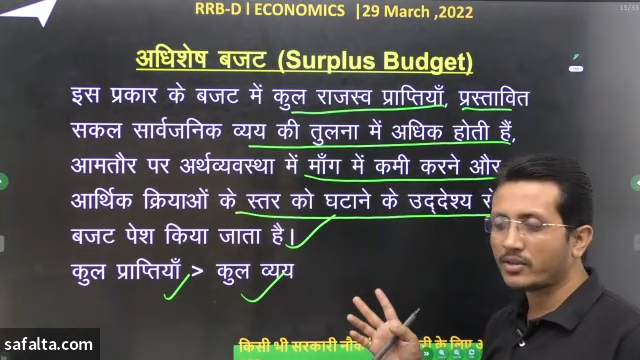 RRB-D l ECONOMICS |29 March ,2022
अधिशेष बजट (Surplus Budget)
इस प्रकार के बजट में कुल राजस्व प्राप्तियाँ, प्रस्तावित
सकल सार्वजनिक व्यय की तुलना में अधिक होती हैं,
आमतौर पर अर्थव्यवस्था में माँग में कमी करने और
आर्थिक क्रियाओं के स्तर को घटाने के उद्देश्य से
बजट पेश किया जाता है।
कुल प्राप्तियाँ > कुल व्यय
safalta.com
किसी भी सरकारी